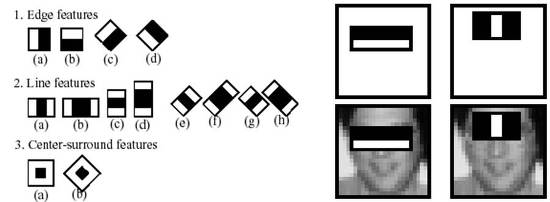 1. Edge features
(a) (b) (c) (d)
2. Line features
(a) (b) (c) (d) (e) (f) (g) (h)
3. Center-surround features
(a) (b)